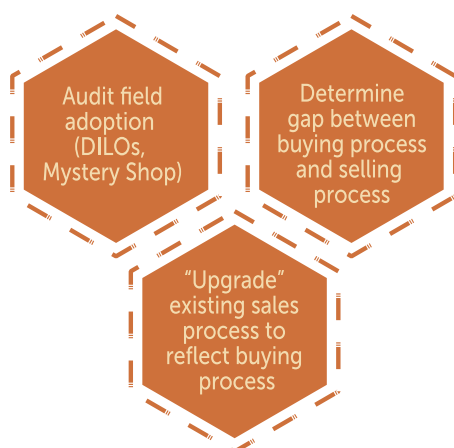 Audit field
adoption
(DILOs,
Mystery Shop)
Determine
gap between
buying process
and selling
process
“Upgrade”
existing sales
process to
reflect buying
process